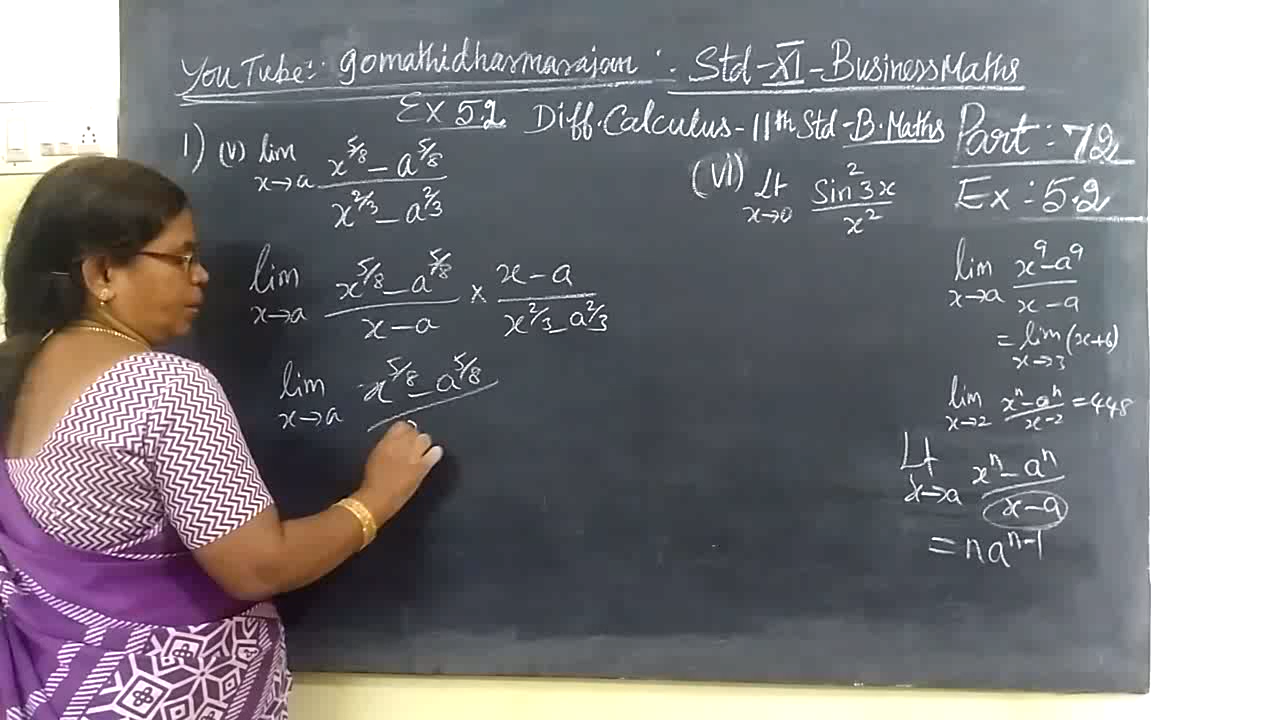 YouTube:- gomathidharmarajan :- Std-XI-BusinessMaths
Ex 5.2 Diff.Calculus-11th Std-B.Maths
Part: 72
Ex: 5.2
1) (v) lim x→a (x^5/8 - a^5/8) / (x^2/3 - a^2/3)
lim x→a (x^5/8 - a^5/8) / (x-a) × (x-a) / (x^2/3 - a^2/3)
lim x→a x^5/8 - a^5/8
(vi) Lt x→0 Sin²3x / x²
lim x→a (x^9 - a^9) / (x-a)
= lim x→3 (x+6)
lim x→2 (x^n - a^n) / (x-2) = 448
Lt x→a (x^n - a^n) / (x-a)
= na^n-1